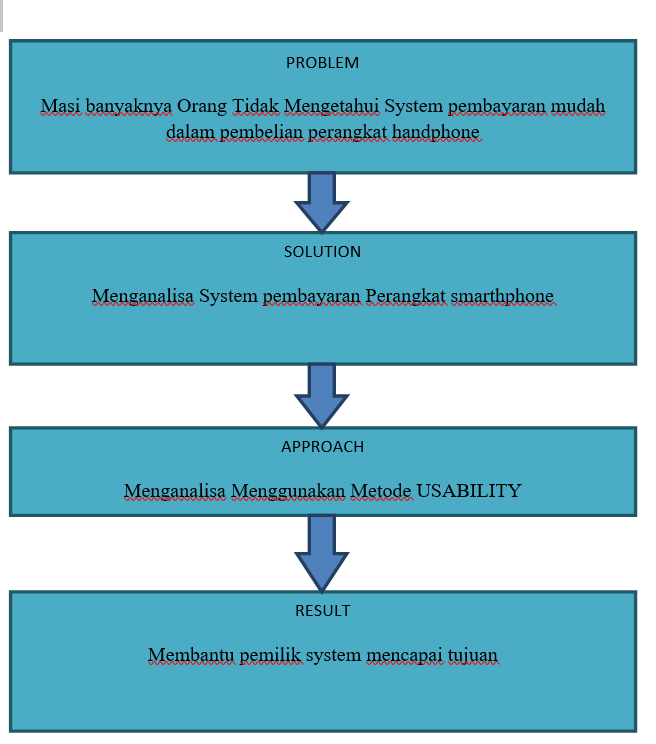 PROBLEM
Masi banyaknya Orang Tidak Mengetahui System pembayaran mudah
dalam pembelian perangkat handphone
SOLUTION
Menganalisa System pembayaran Perangkat smarthphone
APPROACH
Menganalisa Menggunakan Metode USABILITY
RESULT
Membantu pemilik system mencapai tujuan